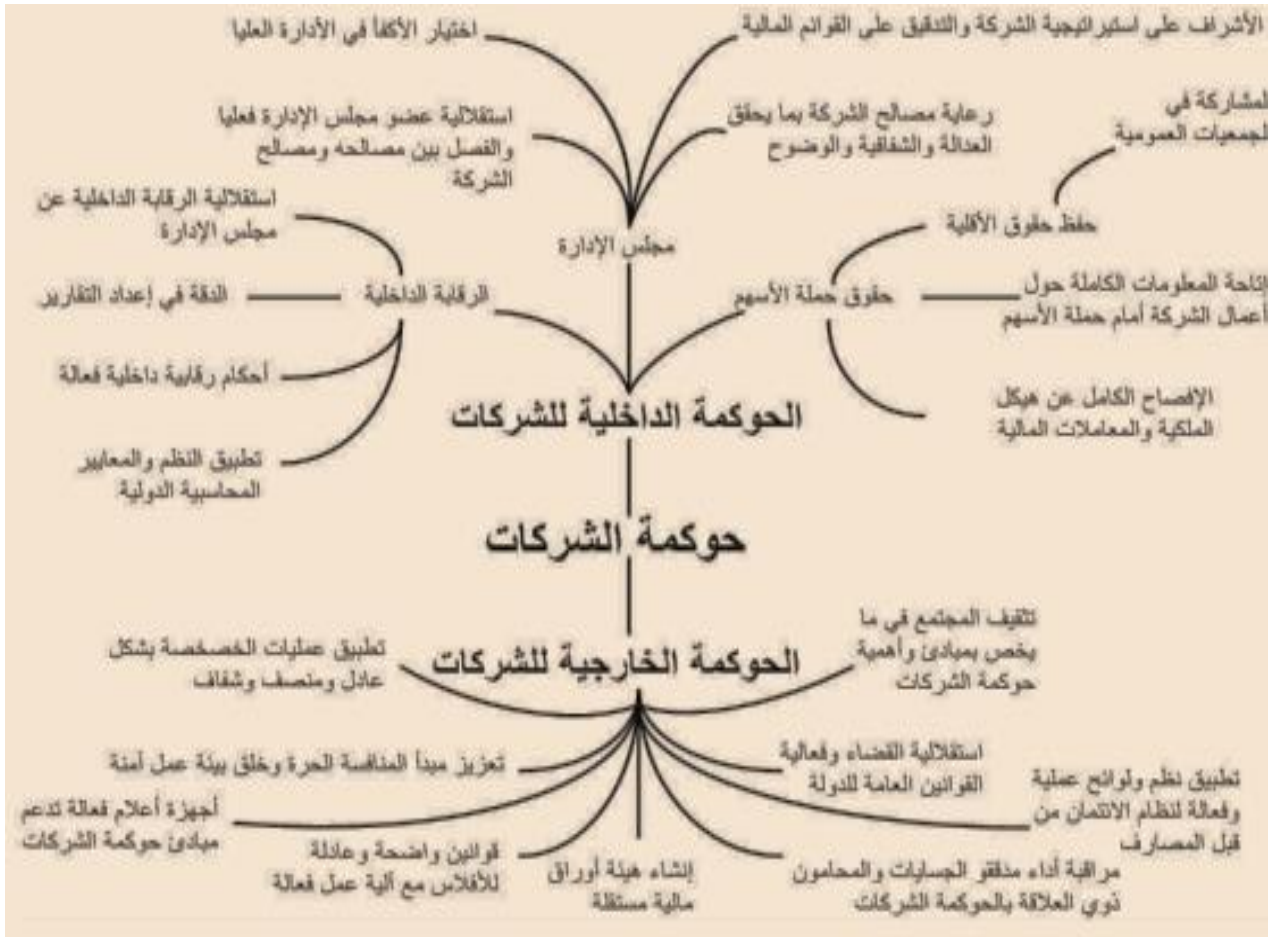 الأشراف على استيراتيجية الشركة والتدقيق على القوائم المالية
اختيار الأكفأ في الأدارة العليا
رعاية مصالح الشركة بما يحقق
العدالة والشفافية والوضوح
استقلالية عضو مجلس الإدارة فعليا
والفصل بين مصالحه ومصالح
الشركة
مجلس الإدارة
لمشاركة في
لجمعيات العمومية
حفظ حقوق الأقلية
حقوق حملة الأسهم
إتاحة المعلومات الكاملة حول
أعمال الشركة أمام حملة الأسهم
الإفصاح الكامل عن هيكل
الملكية والمعاملات المالية
استقلالية الرقابة الداخلية عن
مجلس الإدارة
الرقابة الداخلية
الدقة في إعداد التقارير
أحكام رقابية داخلية فعالة
تطبيق النظم والمعايير
المحاسبية الدولية
الحوكمة الداخلية للشركات
حوكمة الشركات
الحوكمة الخارجية للشركات
تثقيف المجتمع في ما
يخص بمبادئ وأهمية
حوكمة الشركات
تطبيق عمليات الخصخصة بشكل
عادل ومنصف وشفاف
استقلالية القضاء وفعالية
القوانين العامة للدولة
تعزيز مبدأ المنافسة الحرة وخلق بيئة عمل آمنة
تطبيق نظم ولوائح عملية
وفعالة لنظام الائتمان من
قبل المصارف
أجهزة أعلام فعالة تدعم
مبادئ حوكمة الشركات
مراقبة أداء مدققو الحسابات والمحامون
ذوي العلاقة بالحوكمة الشركات
إنشاء هيئة أوراق
مالية مستقلة
قوانين واضحة وعادلة
للأفلاس مع آلية عمل فعالة